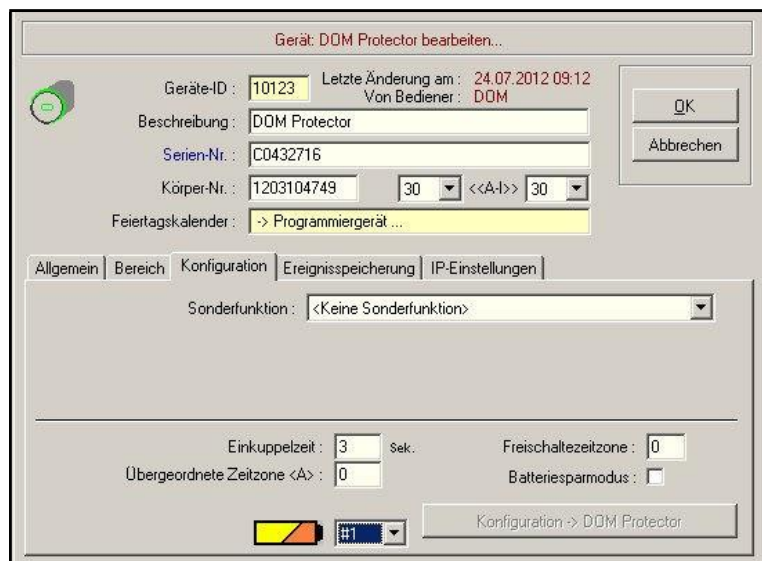 Gerät: DOM Protector bearbeiten...
Geräte-ID : 10123 Letzte Änderung am : 24.07.2012 09:12
Von Bediener : DOM
Beschreibung : DOM Protector
Serien-Nr. : C0432716
Körper-Nr. : 1203104749 30 <<A-I>> 30
Feiertagskalender : -> Programmiergerät ...
OK
Abbrechen
Allgemein Bereich Konfiguration Ereignisspeicherung IP-Einstellungen
Sonderfunktion : <Keine Sonderfunktion>
Einkuppelzeit : 3 Sek. Freischaltezeitzone : 0
Übergeordnete Zeitzone <A> : 0 Batteriesparmodus :
#1 Konfiguration -> DOM Protector